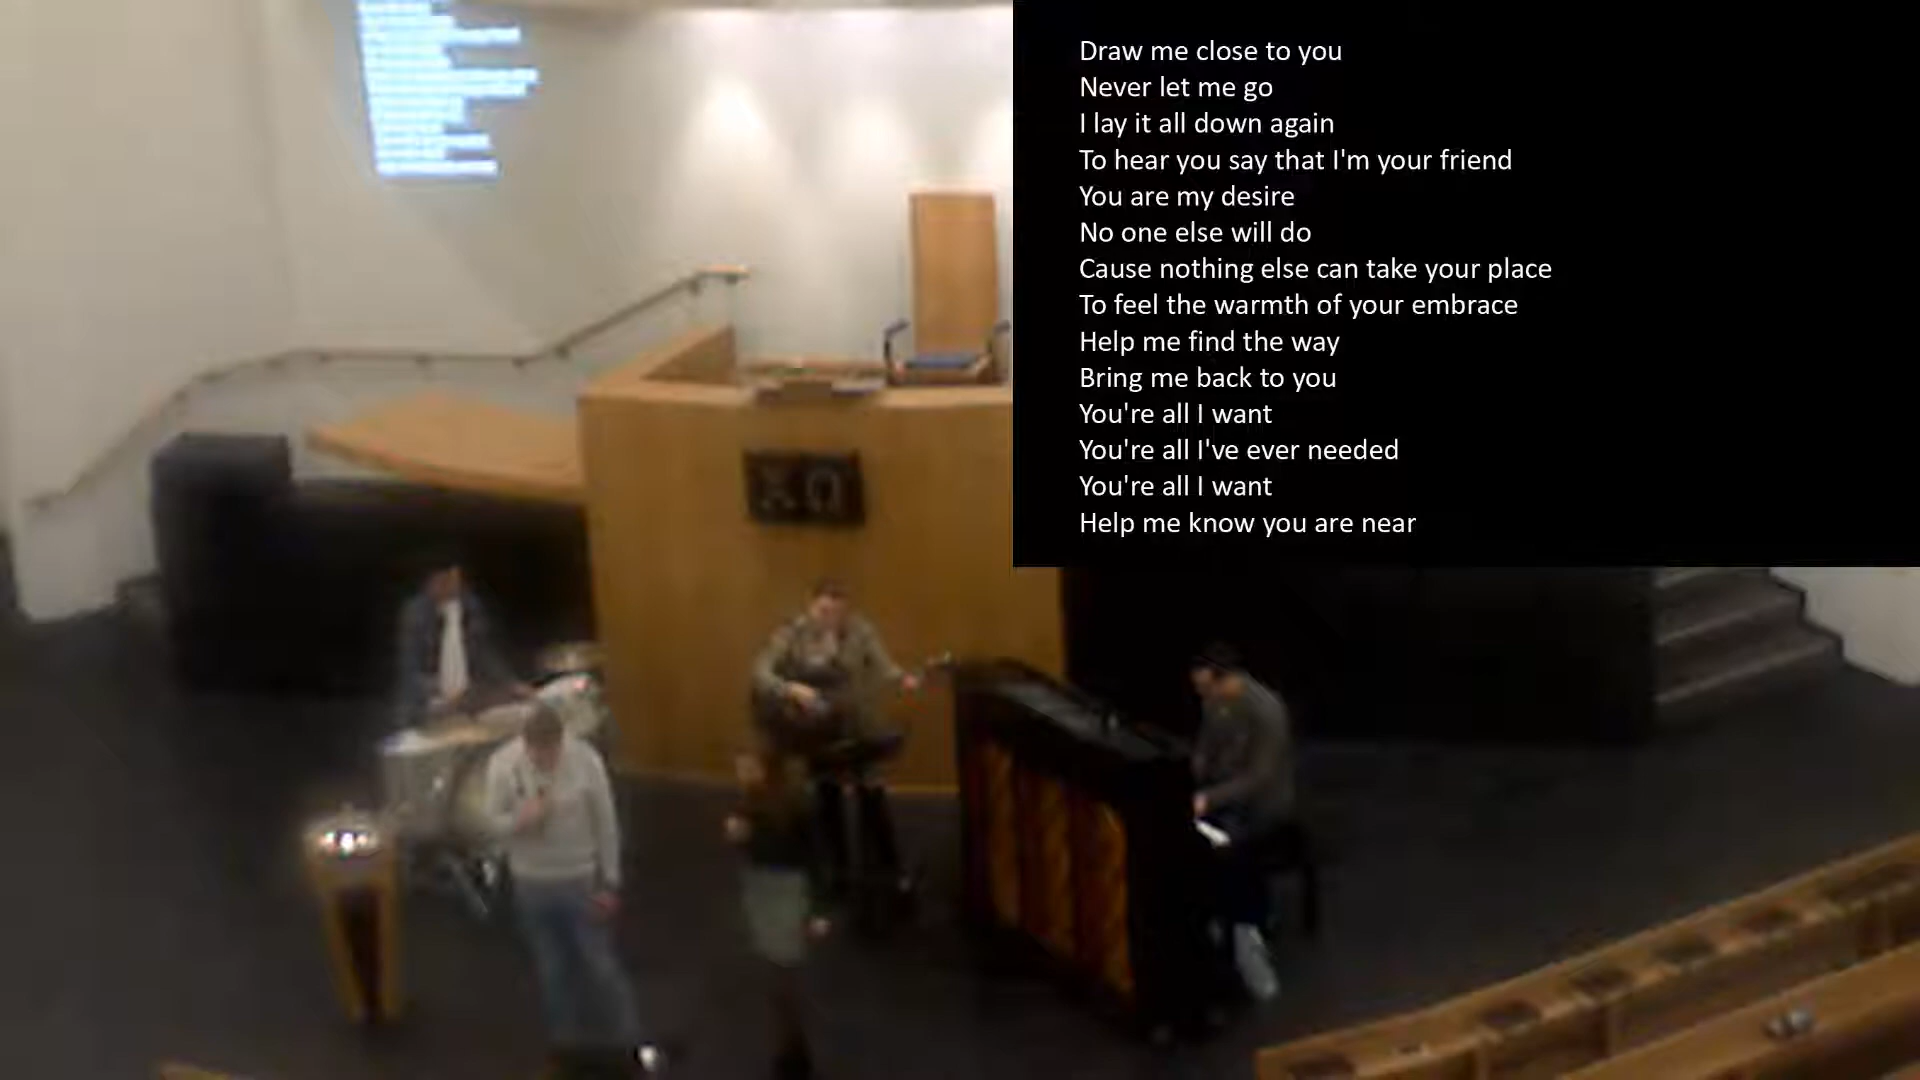 Draw me close to you
Never let me go
I lay it all down again
To hear you say that I'm your friend
You are my desire
No one else will do
Cause nothing else can take your place
To feel the warmth of your embrace
Help me find the way
Bring me back to you
You're all I want
You're all I've ever needed
You're all I want
Help me know you are near
Ω